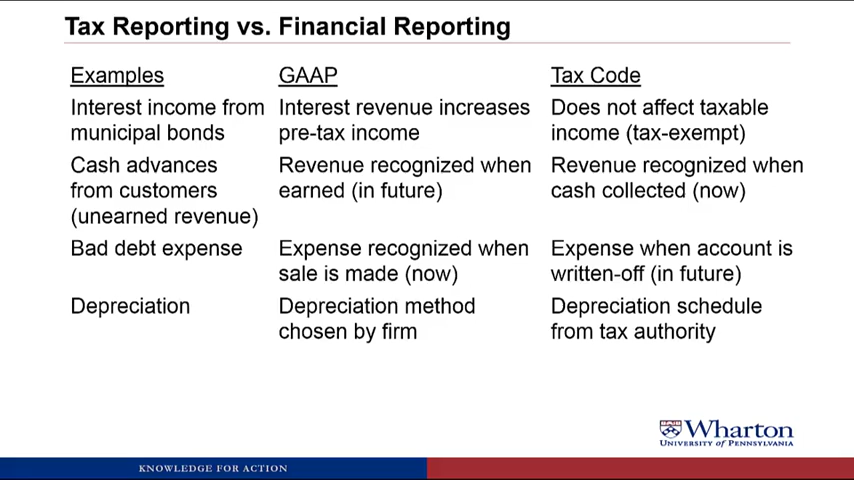 Tax Reporting vs. Financial Reporting
Examples GAAP Tax Code
Interest income from Interest revenue increases Does not affect taxable
municipal bonds pre-tax income income (tax-exempt)
Cash advances Revenue recognized when Revenue recognized when
from customers earned (in future) cash collected (now)
(unearned revenue)
Bad debt expense Expense recognized when Expense when account is
sale is made (now) written-off (in future)
Depreciation Depreciation method Depreciation schedule
chosen by firm from tax authority
Wharton
UNIVERSITY of PENNSYLVANIA
KNOWLEDGE FOR ACTION